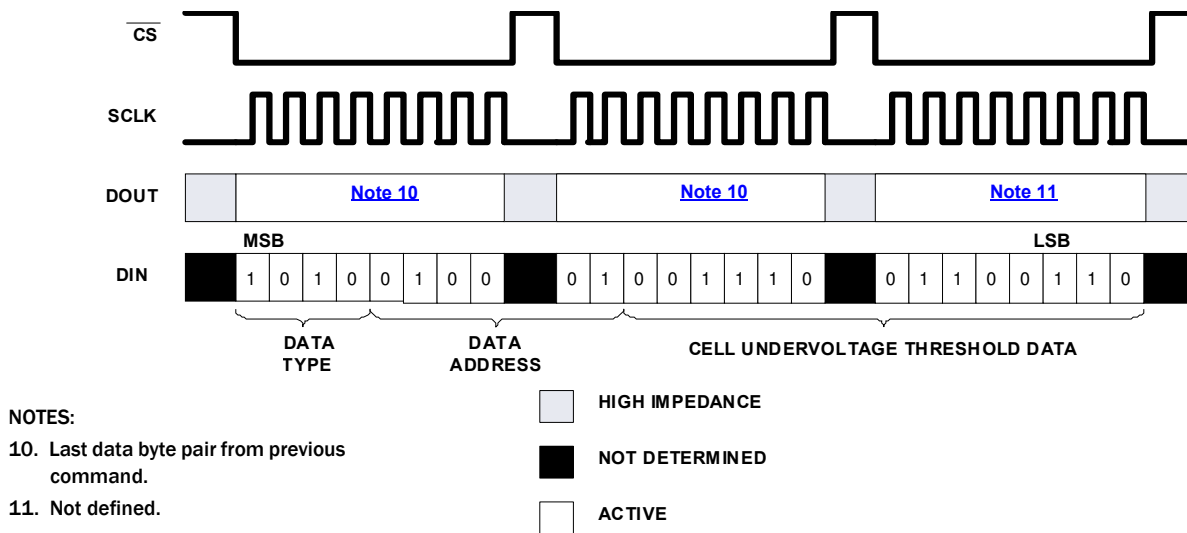 CS
SCLK
DOUT
Note 10
Note 10
Note 11
MSB
LSB
DIN
1 0 1 0 0 1 0 0 0 1 0 0 1 1 1 0 0 1 1 0 0 1 1 0
DATA
TYPE
DATA
ADDRESS
CELL UNDERVOLTAGE THRESHOLD DATA
HIGH IMPEDANCE
NOT DETERMINED
ACTIVE
NOTES:
10. Last data byte pair from previous
command.
11. Not defined.